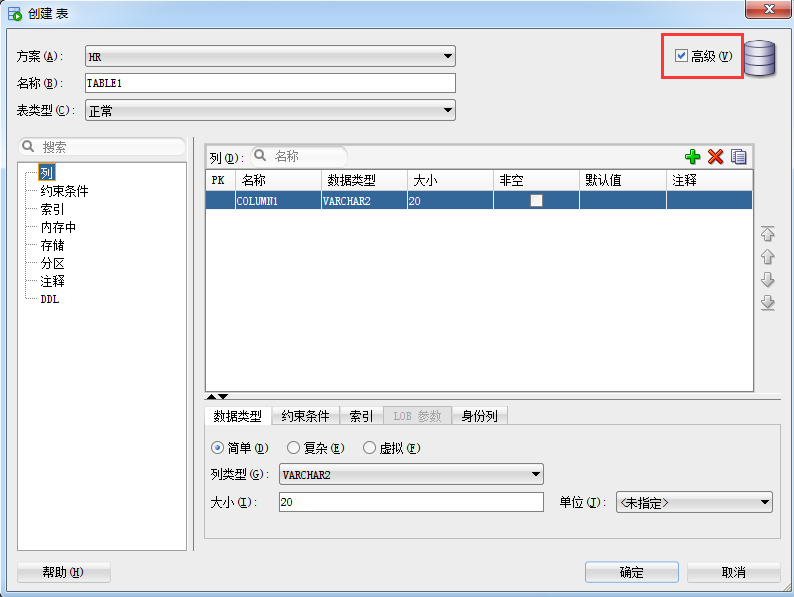 创建 表
方案(A): HR
高级(V)
名称(B): TABLE1
表类型(C): 正常
搜索
列
约束条件
索引
内存中
存储
分区
注释
DDL
列(D): 名称
PK 名称 数据类型 大小 非空 默认值 注释
COLUMN1 VARCHAR2 20
数据类型 约束条件 索引 LOB 参数 身份列
简单(D) 复杂(E) 虚拟(F)
列类型(G): VARCHAR2
大小(I): 20 单位(J): <未指定>
帮助(H) 确定 取消